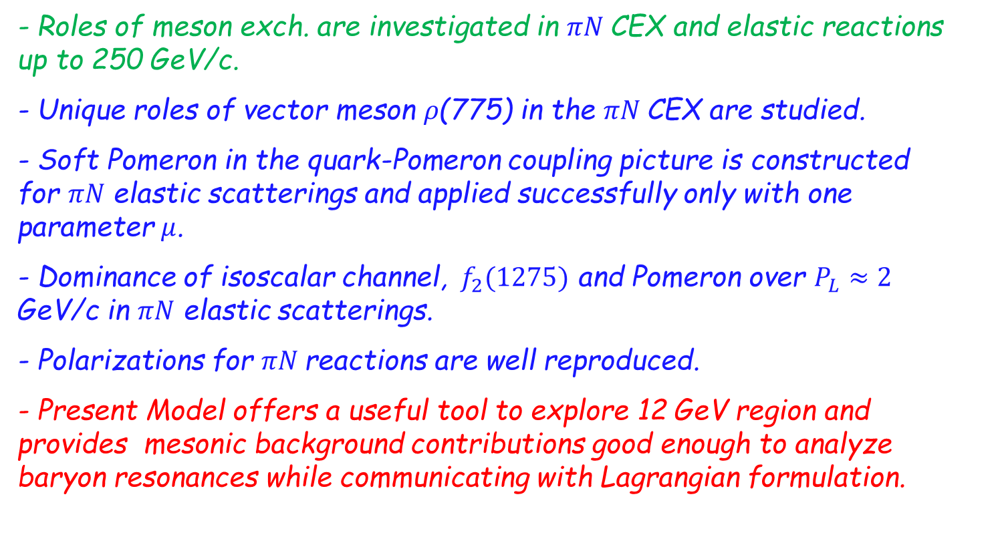 - Roles of meson exch. are investigated in πN CEX and elastic reactions
up to 250 GeV/c.
- Unique roles of vector meson ρ(775) in the πN CEX are studied.
- Soft Pomeron in the quark-Pomeron coupling picture is constructed
for πN elastic scatterings and applied successfully only with one
parameter μ.
- Dominance of isoscalar channel, f₂(1275) and Pomeron over P_L ≈ 2
GeV/c in πN elastic scatterings.
- Polarizations for πN reactions are well reproduced.
- Present Model offers a useful tool to explore 12 GeV region and
provides mesonic background contributions good enough to analyze
baryon resonances while communicating with Lagrangian formulation.